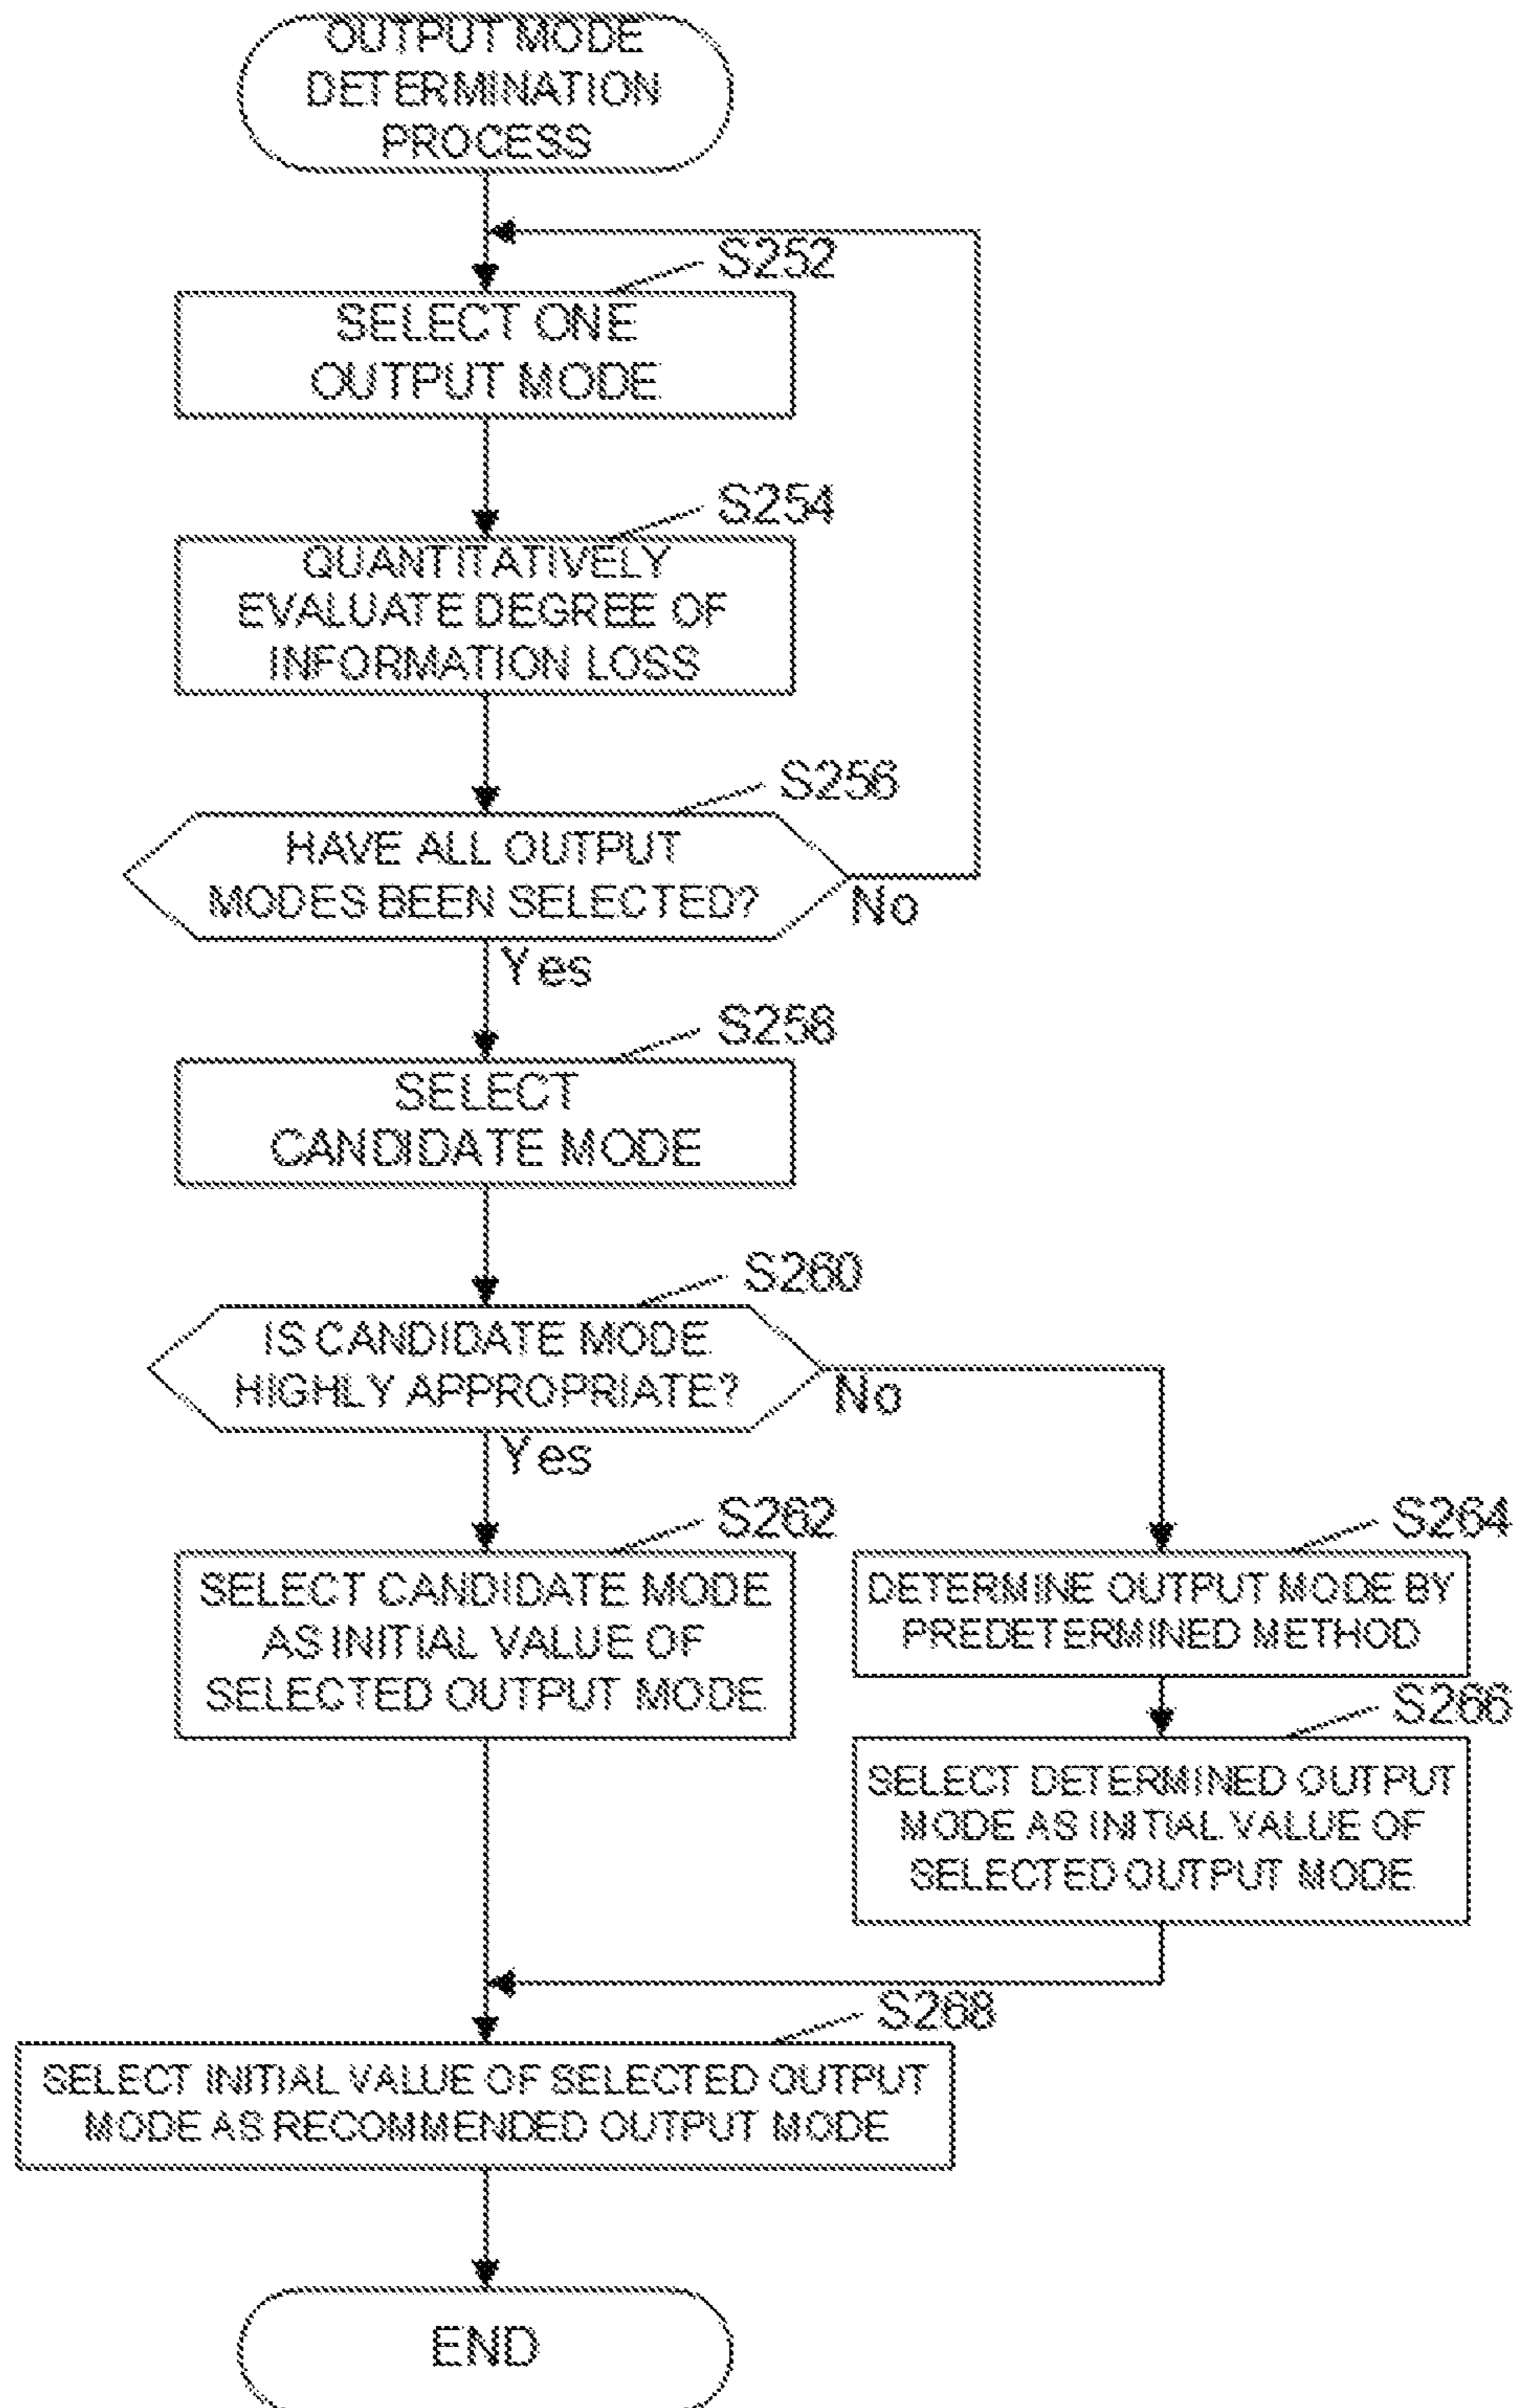 OUTPUT MODE
DETERMINATION
PROCESS
S252
SELECT ONE
OUTPUT MODE
S254
QUANTITATIVELY
EVALUATE DEGREE OF
INFORMATION LOSS
S256
HAVE ALL OUTPUT
MODES BEEN SELECTED?
No
Yes
S258
SELECT
CANDIDATE MODE
S260
IS CANDIDATE MODE
HIGHLY APPROPRIATE?
No
Yes
S262
SELECT CANDIDATE MODE
AS INITIAL VALUE OF
SELECTED OUTPUT MODE
S264
DETERMINE OUTPUT MODE BY
PREDETERMINED METHOD
S266
SELECT DETERMINED OUTPUT
MODE AS INITIAL VALUE OF
SELECTED OUTPUT MODE
S268
SELECT INITIAL VALUE OF SELECTED OUTPUT
MODE AS RECOMMENDED OUTPUT MODE
END